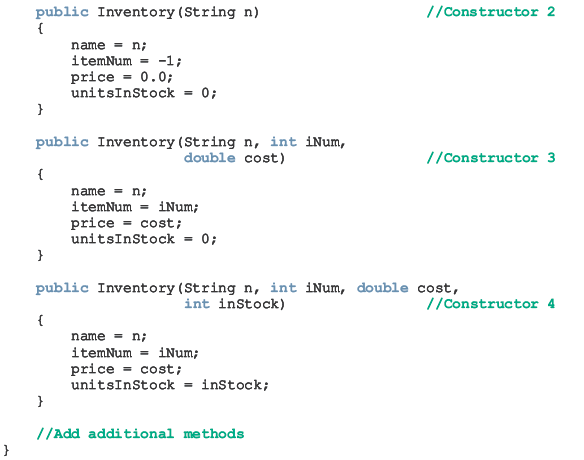 public Inventory(String n) //Constructor 2
{
name = n;
itemNum = -1;
price = 0.0;
unitsInStock = 0;
}
public Inventory(String n, int iNum,
double cost) //Constructor 3
{
name = n;
itemNum = iNum;
price = cost;
unitsInStock = 0;
}
public Inventory(String n, int iNum, double cost,
int inStock) //Constructor 4
{
name = n;
itemNum = iNum;
price = cost;
unitsInStock = inStock;
}
//Add additional methods
}